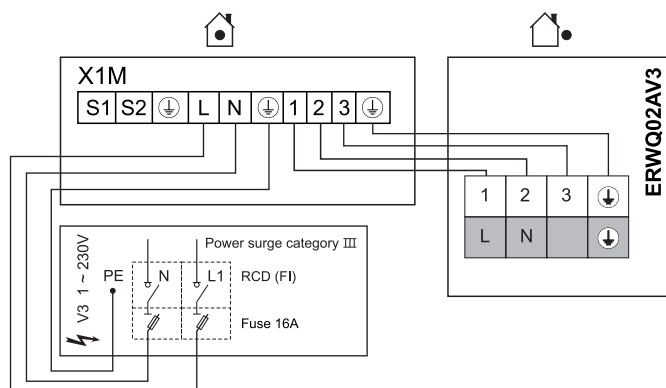 X1M
S1 S2 L N 1 2 3
ERWQ02AV3
1 2 3
L N
V3 1 ~ 230V
Power surge category III
PE N L1 RCD (FI)
Fuse 16A